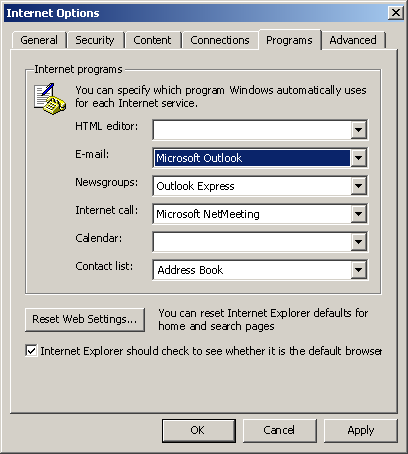 Internet Options
General Security Content Connections Programs Advanced
Internet programs
You can specify which program Windows automatically uses
for each Internet service.
HTML editor:
E-mail: Microsoft Outlook
Newsgroups: Outlook Express
Internet call: Microsoft NetMeeting
Calendar:
Contact list: Address Book
Reset Web Settings... You can reset Internet Explorer defaults for
home and search pages
Internet Explorer should check to see whether it is the default browser
OK Cancel Apply